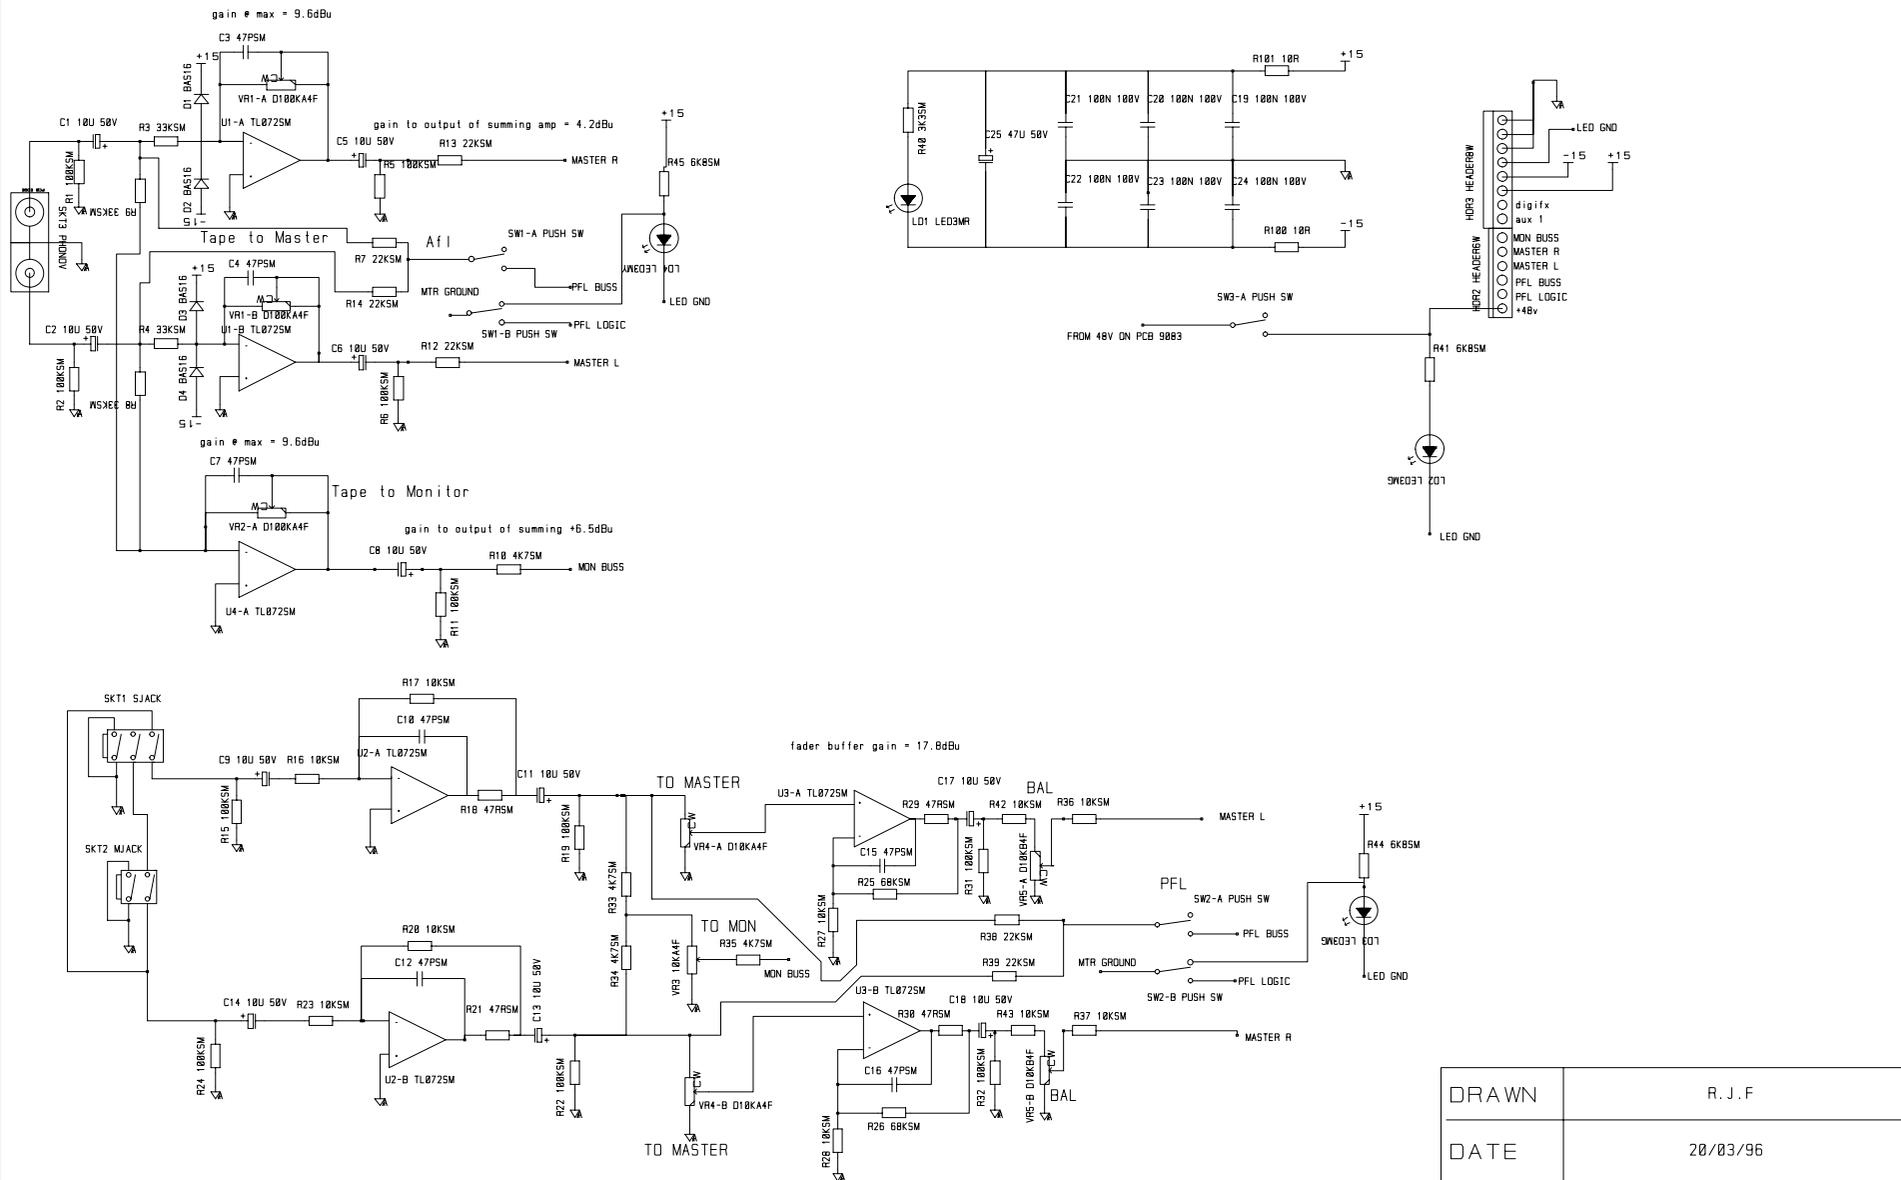 gain @ max = 9.6dBu
C3 47PSM
+15
CW
D1 BAS16
VR1-A D100KA4F
C1 10U 50V
R3 33KSM
U1-A TL072SM
gain to output of summing amp = 4.2dBu
C5 10U 50V
R13 22KSM
MASTER R
R5 100KSM
R1 100KSM
R9 33KSM
D2 BAS16
-15
SKT3 PHONOV
Tape to Master
Afl
SW1-A PUSH SW
R7 22KSM
PFL BUSS
+15
R45 6K8SM
LD4 LED3MY
LED GND
+15
C4 47PSM
CW
D3 BAS16
VR1-B D100KA4F
R14 22KSM
MTR GROUND
PFL LOGIC
SW1-B PUSH SW
C2 10U 50V
R4 33KSM
U1-B TL072SM
C6 10U 50V
R12 22KSM
MASTER L
R2 100KSM
R8 33KSM
D4 BAS16
-15
R6 100KSM
gain @ max = 9.6dBu
C7 47PSM
CW
Tape to Monitor
VR2-A D100KA4F
gain to output of summing +6.5dBu
C8 10U 50V
R10 4K7SM
MON BUSS
U4-A TL072SM
R11 100KSM
R101 10R
+15
R40 3K3SM
C25 47U 50V
C21 100N 100V
C20 100N 100V
C19 100N 100V
C22 100N 100V
C23 100N 100V
C24 100N 100V
LD1 LED3MR
R100 10R
-15
LED GND
-15
+15
HDR3 HEADER8W
digifx
aux 1
HDR2 HEADER6W
MON BUSS
MASTER R
MASTER L
PFL BUSS
PFL LOGIC
+48v
SW3-A PUSH SW
FROM 48V ON PCB 9083
R41 6K8SM
LD2 LED3MG
LED GND
SKT1 SJACK
R17 10KSM
C10 47PSM
U2-A TL072SM
C9 10U 50V
R16 10KSM
C11 10U 50V
R18 47RSM
R15 100KSM
R19 100KSM
SKT2 MJACK
TO MASTER
CW
VR4-A D10KA4F
R33 4K7SM
fader buffer gain = 17.8dBu
U3-A TL072SM
C17 10U 50V
BAL
R29 47RSM
R42 10KSM
R36 10KSM
MASTER L
C15 47PSM
R25 68KSM
R31 100KSM
VR5-A D10KB4F
CW
R27 10KSM
PFL
SW2-A PUSH SW
R38 22KSM
PFL BUSS
R39 22KSM
MTR GROUND
PFL LOGIC
SW2-B PUSH SW
+15
R44 6K8SM
LD3 LED3MG
LED GND
R20 10KSM
C12 47PSM
C14 10U 50V
R23 10KSM
R21 47RSM
C13 10U 50V
R34 4K7SM
TO MON
VR3 10KA4F
R35 4K7SM
MON BUSS
R24 100KSM
U2-B TL072SM
R22 100KSM
CW
VR4-B D10KA4F
TO MASTER
U3-B TL072SM
C18 10U 50V
R30 47RSM
R43 10KSM
R37 10KSM
MASTER R
C16 47PSM
R26 68KSM
R32 100KSM
VR5-B D10KB4F
CW
BAL
R28 10KSM
DRAWN R.J.F
DATE 20/03/96